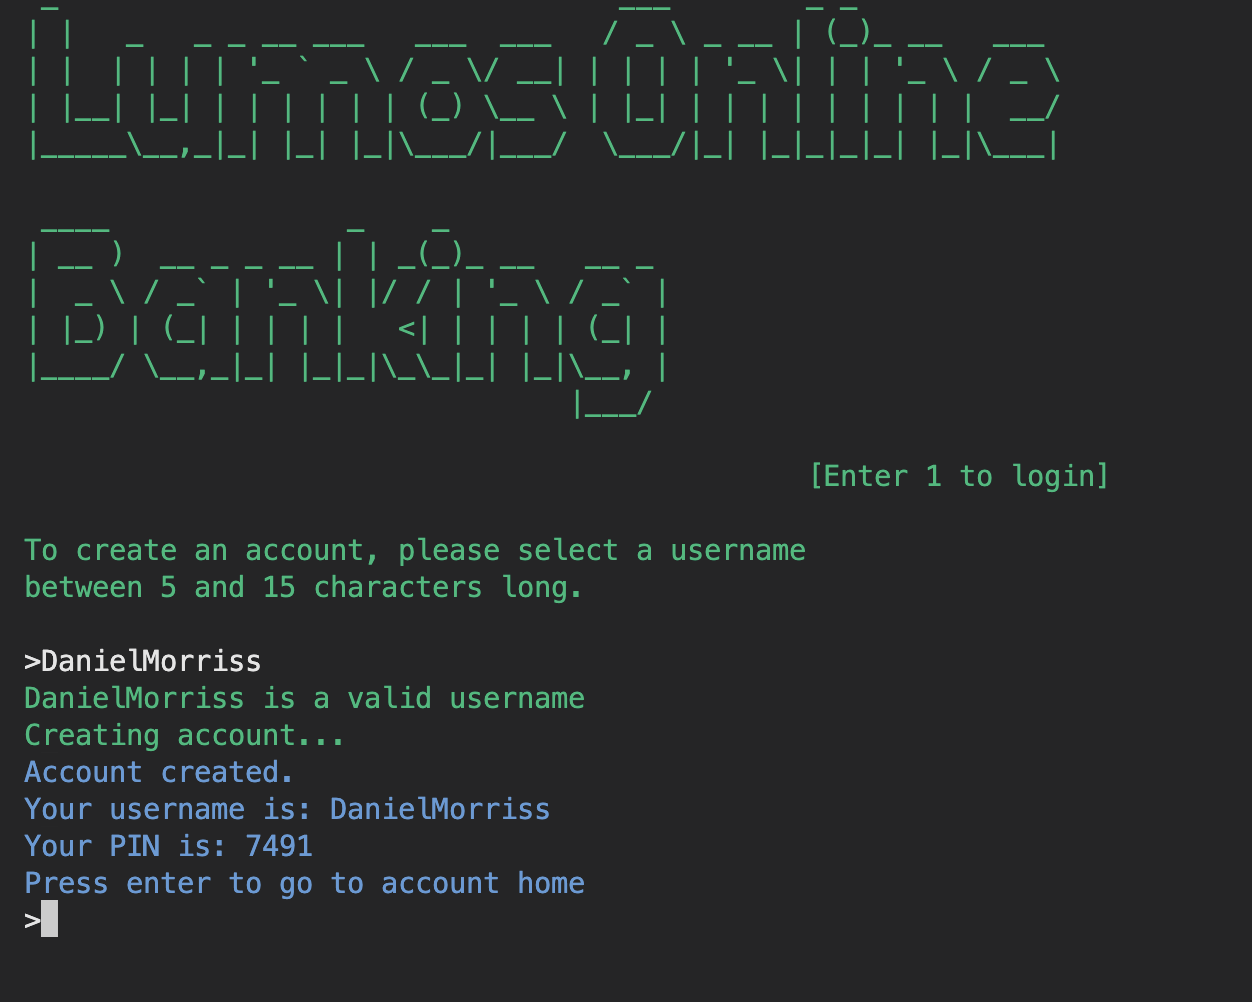 Lumos Online
Banking
[Enter 1 to login]
To create an account, please select a username
between 5 and 15 characters long.
>DanielMorriss
DanielMorriss is a valid username
Creating account...
Account created.
Your username is: DanielMorriss
Your PIN is: 7491
Press enter to go to account home
>